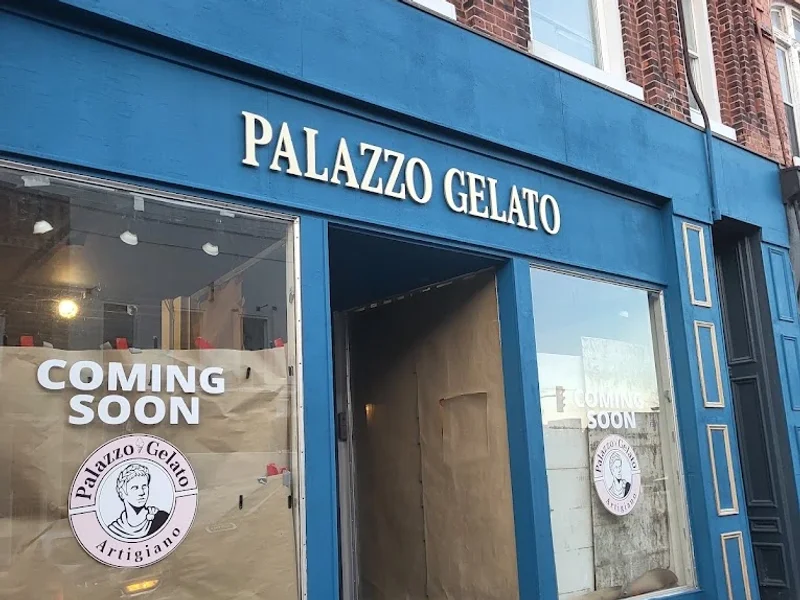 PALAZZO GELATO
COMING
SOON
Palazzo Gelato
Artigiano
COMING
SOON
Palazzo Gelato
Artigiano